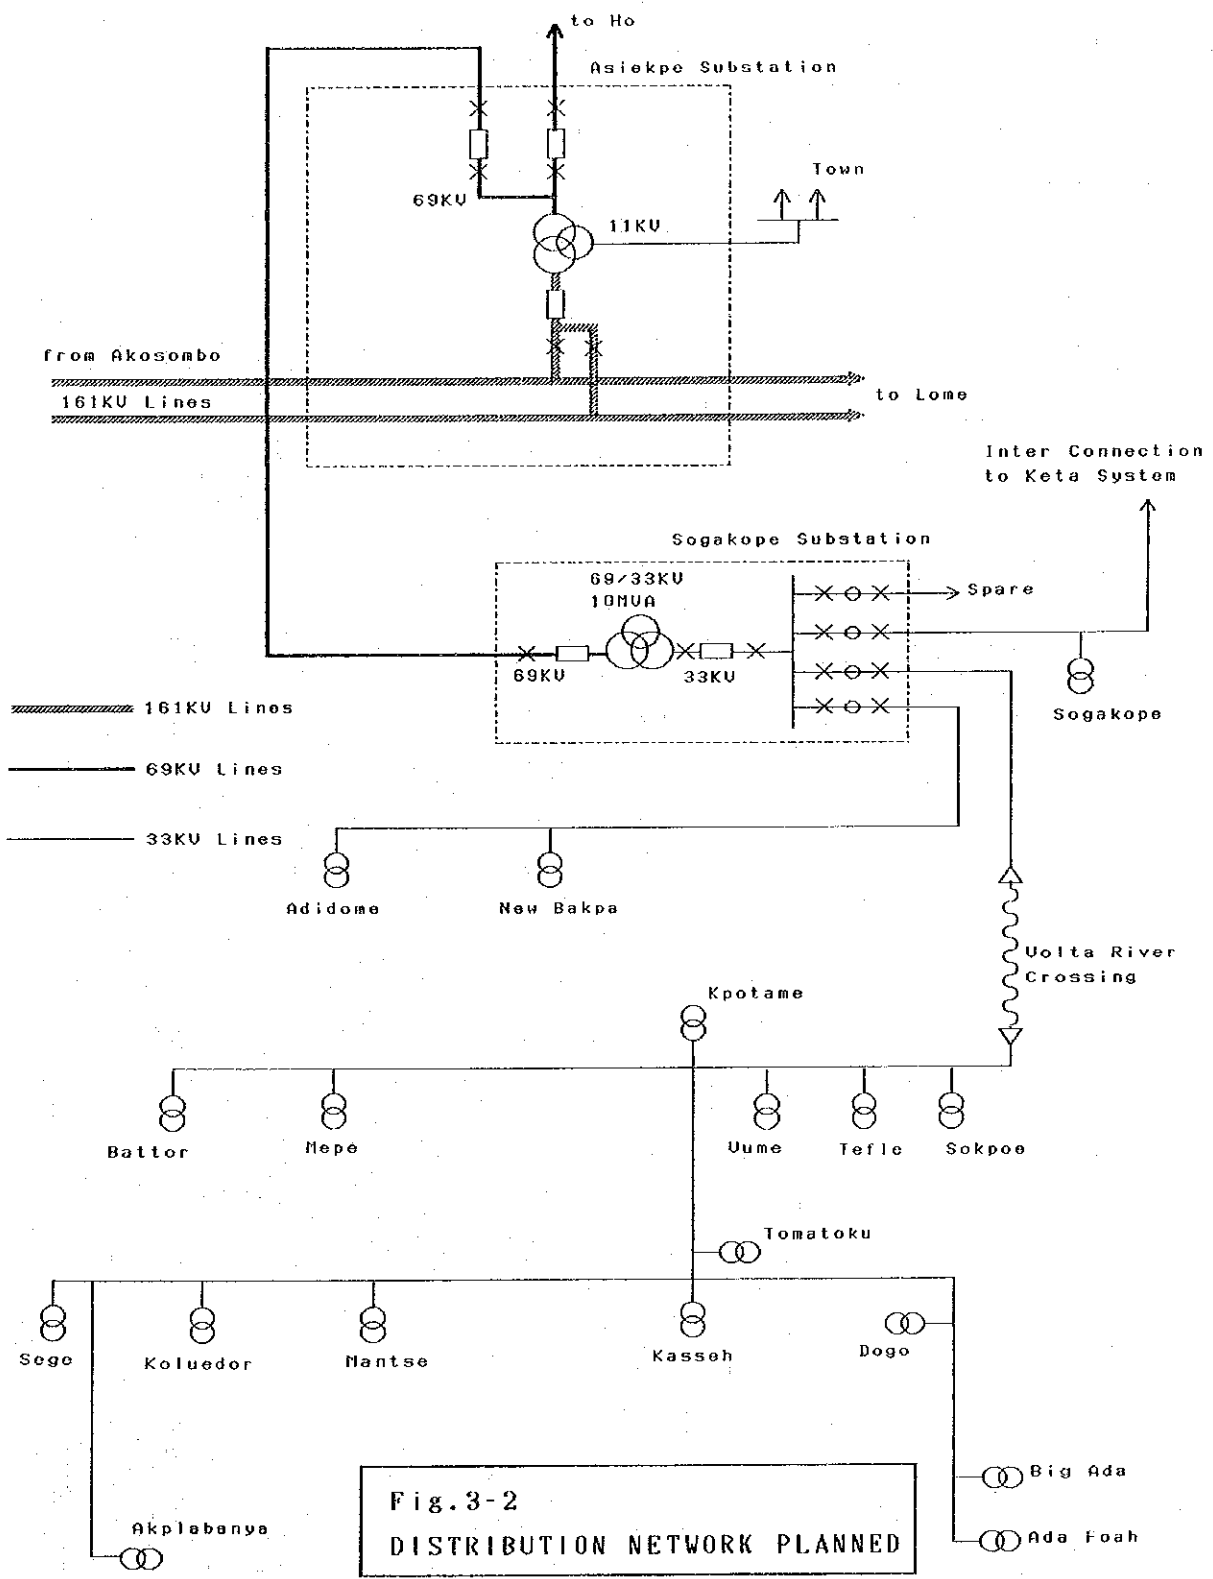 to Ho
Asiekpe Substation
Town
69KV
11KV
from Akosombo
161KV Lines
to Lome
Inter Connection
to Keta System
Sogakope Substation
69/33KV
10MVA
Spare
69KV
33KV
Sogakope
161KV Lines
69KV Lines
33KV Lines
Adidome
New Bakpa
Volta River
Crossing
Kpotame
Battor
Mepe
Vume
Tefle
Sokpoe
Tomatoku
Sege
Koluedor
Mantse
Kasseh
Dogo
Big Ada
Ada Foah
Akplabanya
Fig.3-2
DISTRIBUTION NETWORK PLANNED